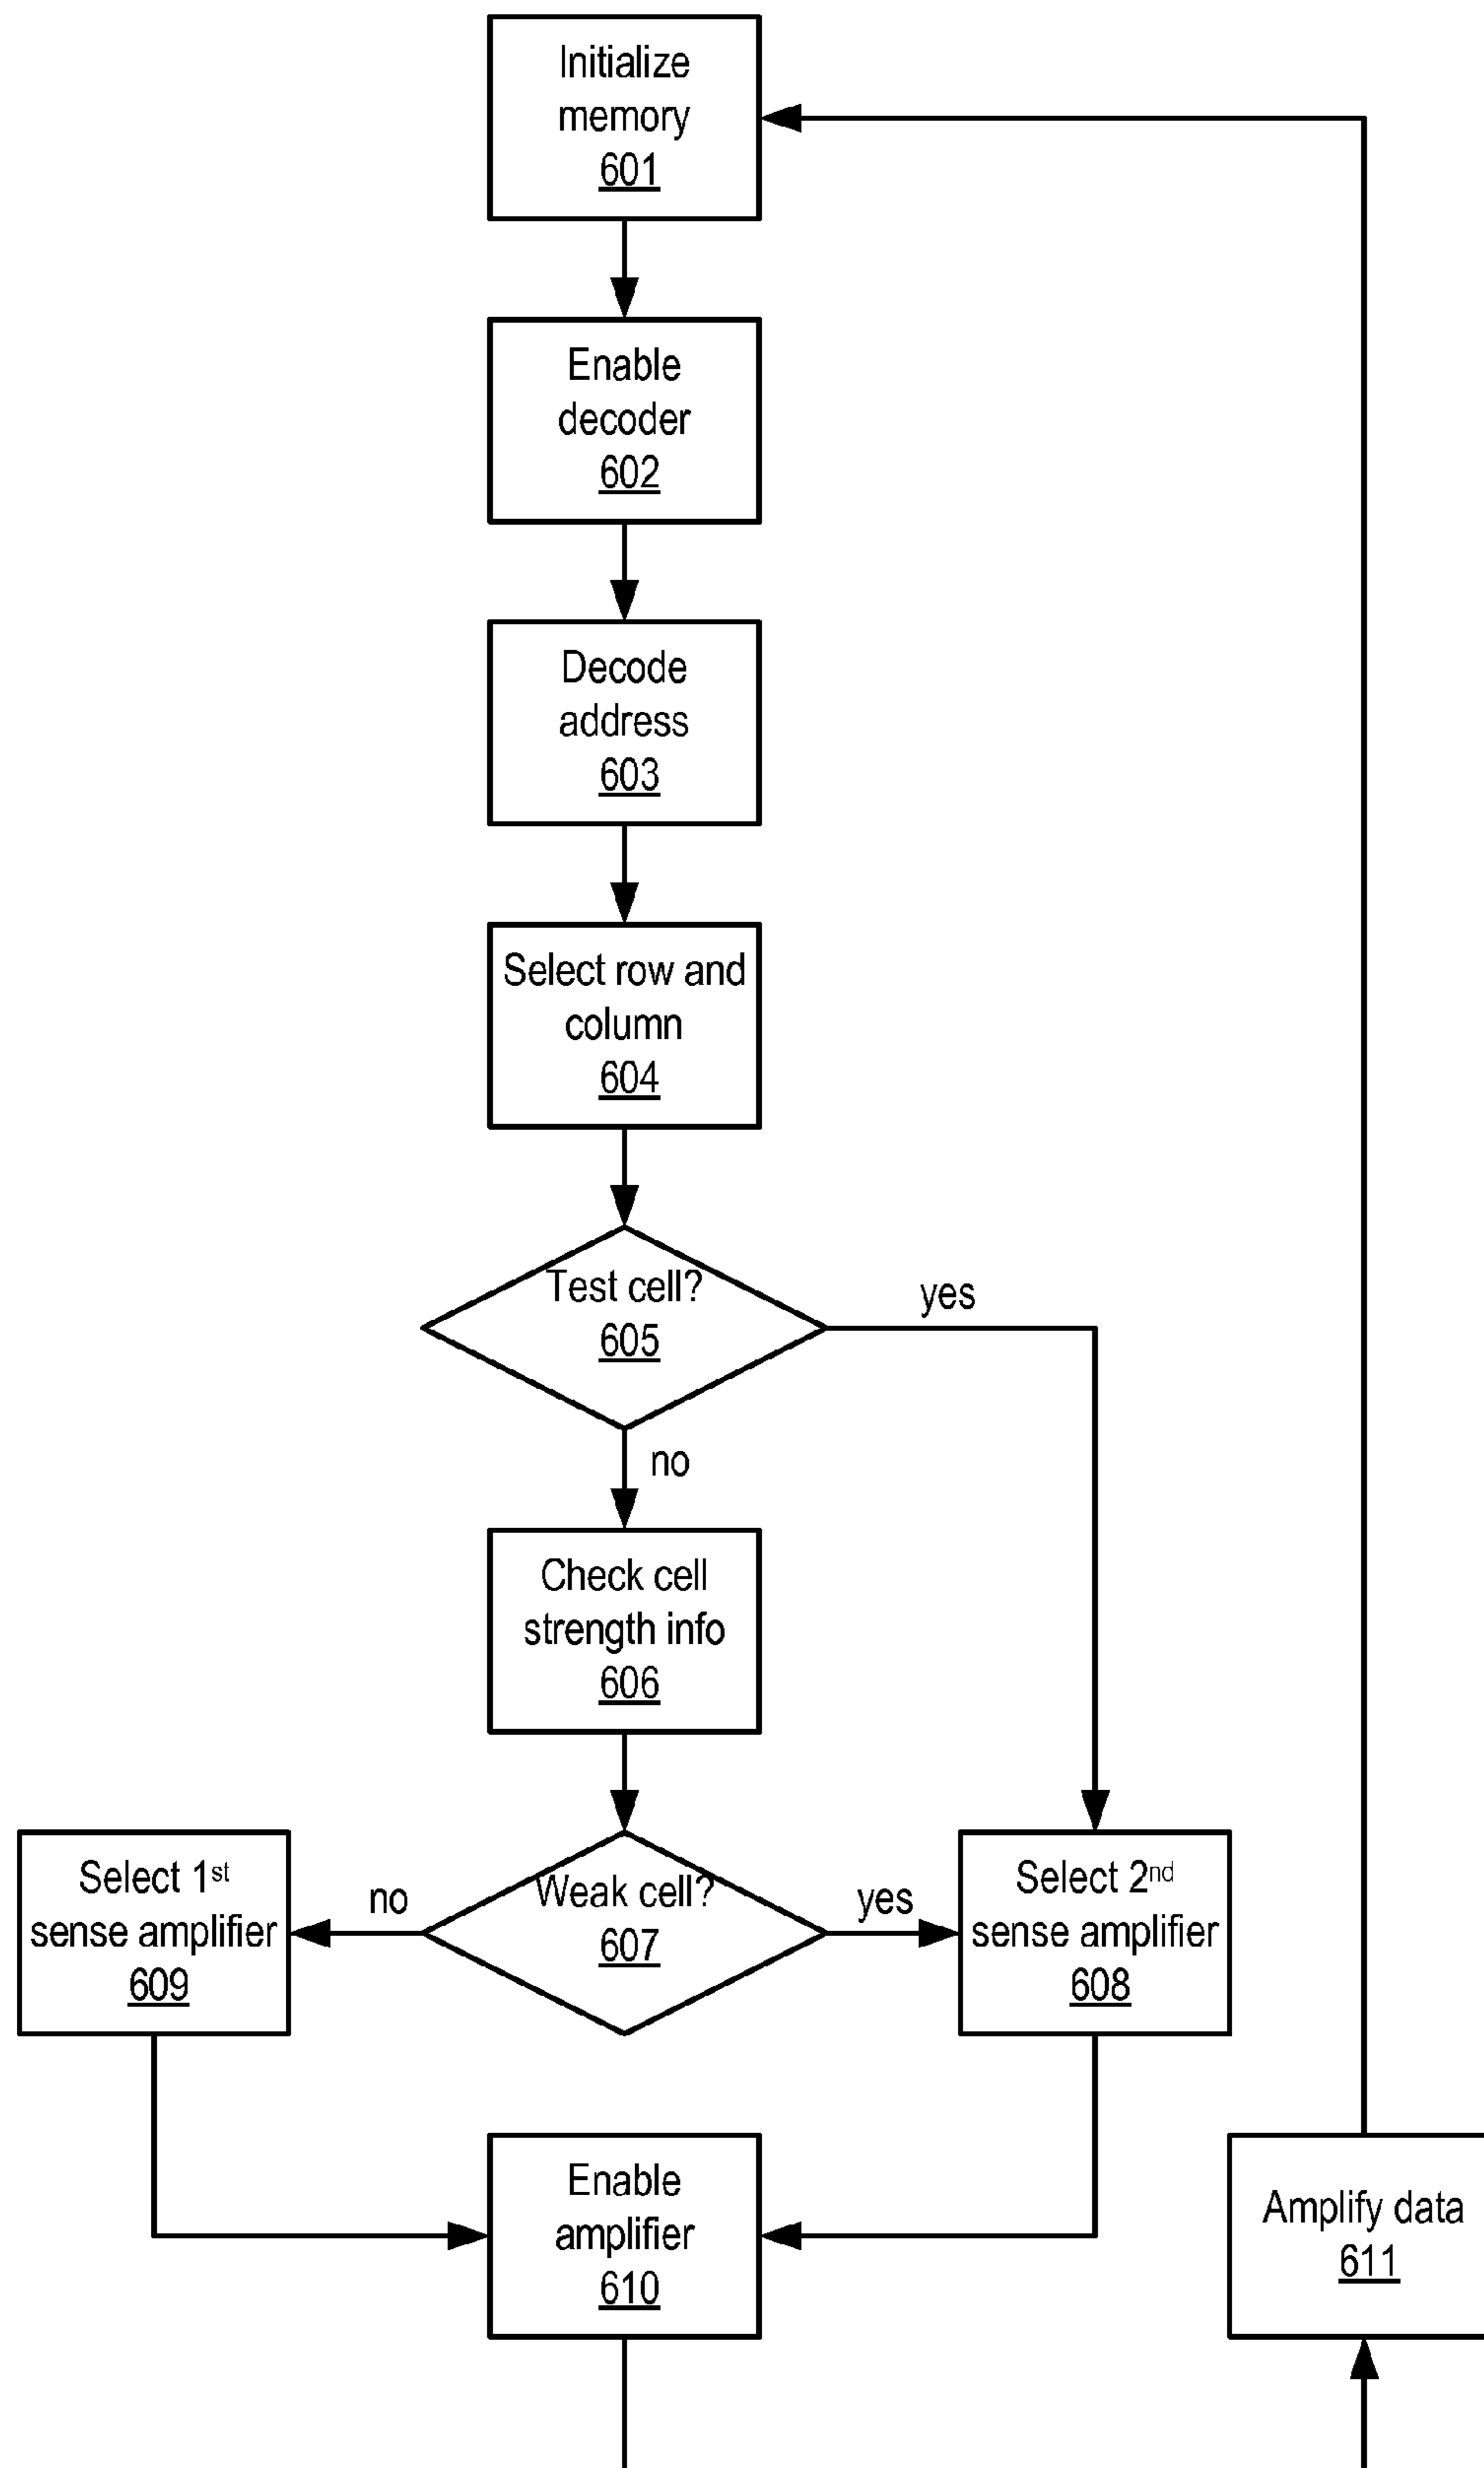 Initialize
memory
601
Enable
decoder
602
Decode
address
603
Select row and
column
604
Test cell?
605
yes
no
Check cell
strength info
606
Weak cell?
607
no
yes
Select 1st
sense amplifier
609
Select 2nd
sense amplifier
608
Enable
amplifier
610
Amplify data
611